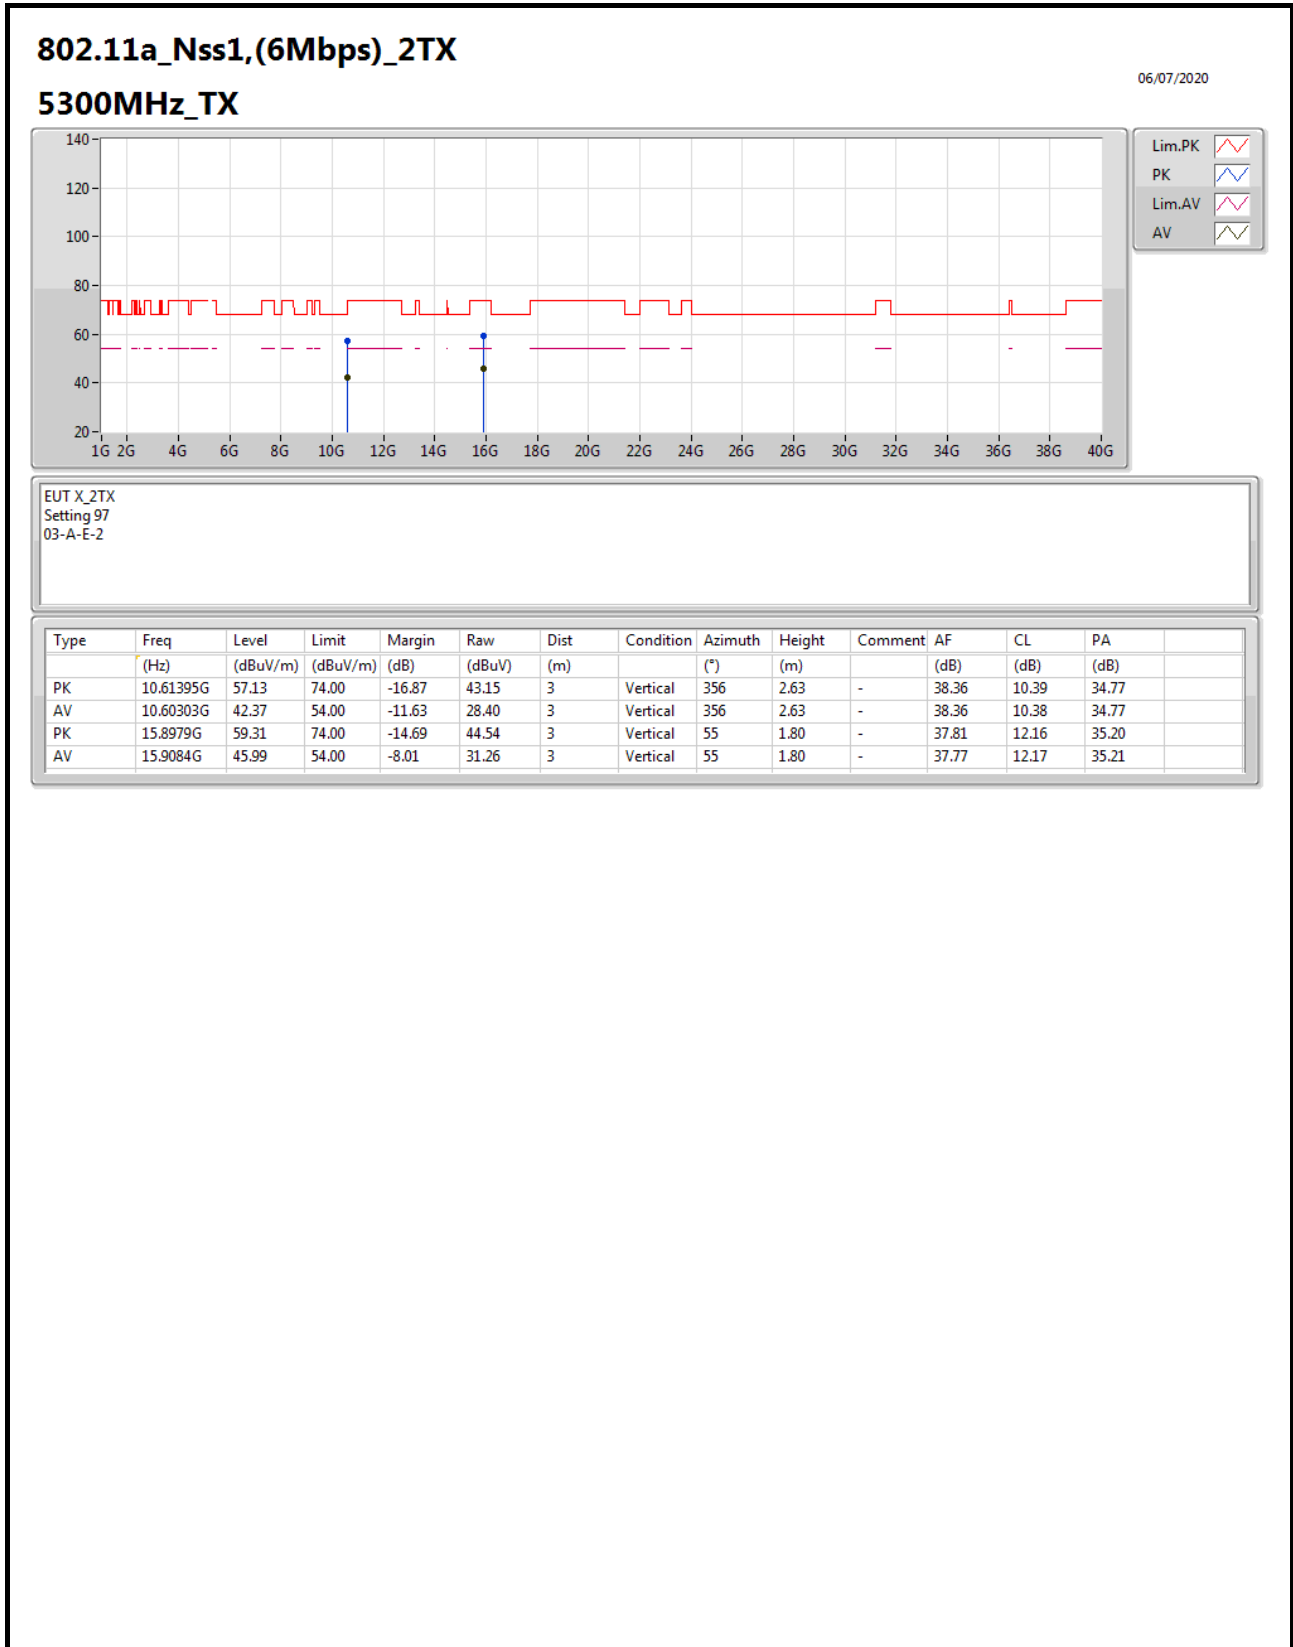 802.11a_Nss1,(6Mbps)_2TX
06/07/2020
5300MHz_TX
140
120
100
80
60
40
20
1G 2G 4G 6G 8G 10G 12G 14G 16G 18G 20G 22G 24G 26G 28G 30G 32G 34G 36G 38G 40G
Lim.PK
PK
Lim.AV
AV
EUT X_2TX
Setting 97
03-A-E-2
Type Freq Level Limit Margin Raw Dist Condition Azimuth Height Comment AF CL PA
(Hz) (dBuV/m) (dBuV/m) (dB) (dBuV) (m) (°) (m) (dB) (dB) (dB)
PK 10.61395G 57.13 74.00 -16.87 43.15 3 Vertical 356 2.63 - 38.36 10.39 34.77
AV 10.60303G 42.37 54.00 -11.63 28.40 3 Vertical 356 2.63 - 38.36 10.38 34.77
PK 15.8979G 59.31 74.00 -14.69 44.54 3 Vertical 55 1.80 - 37.81 12.16 35.20
AV 15.9084G 45.99 54.00 -8.01 31.26 3 Vertical 55 1.80 - 37.77 12.17 35.21